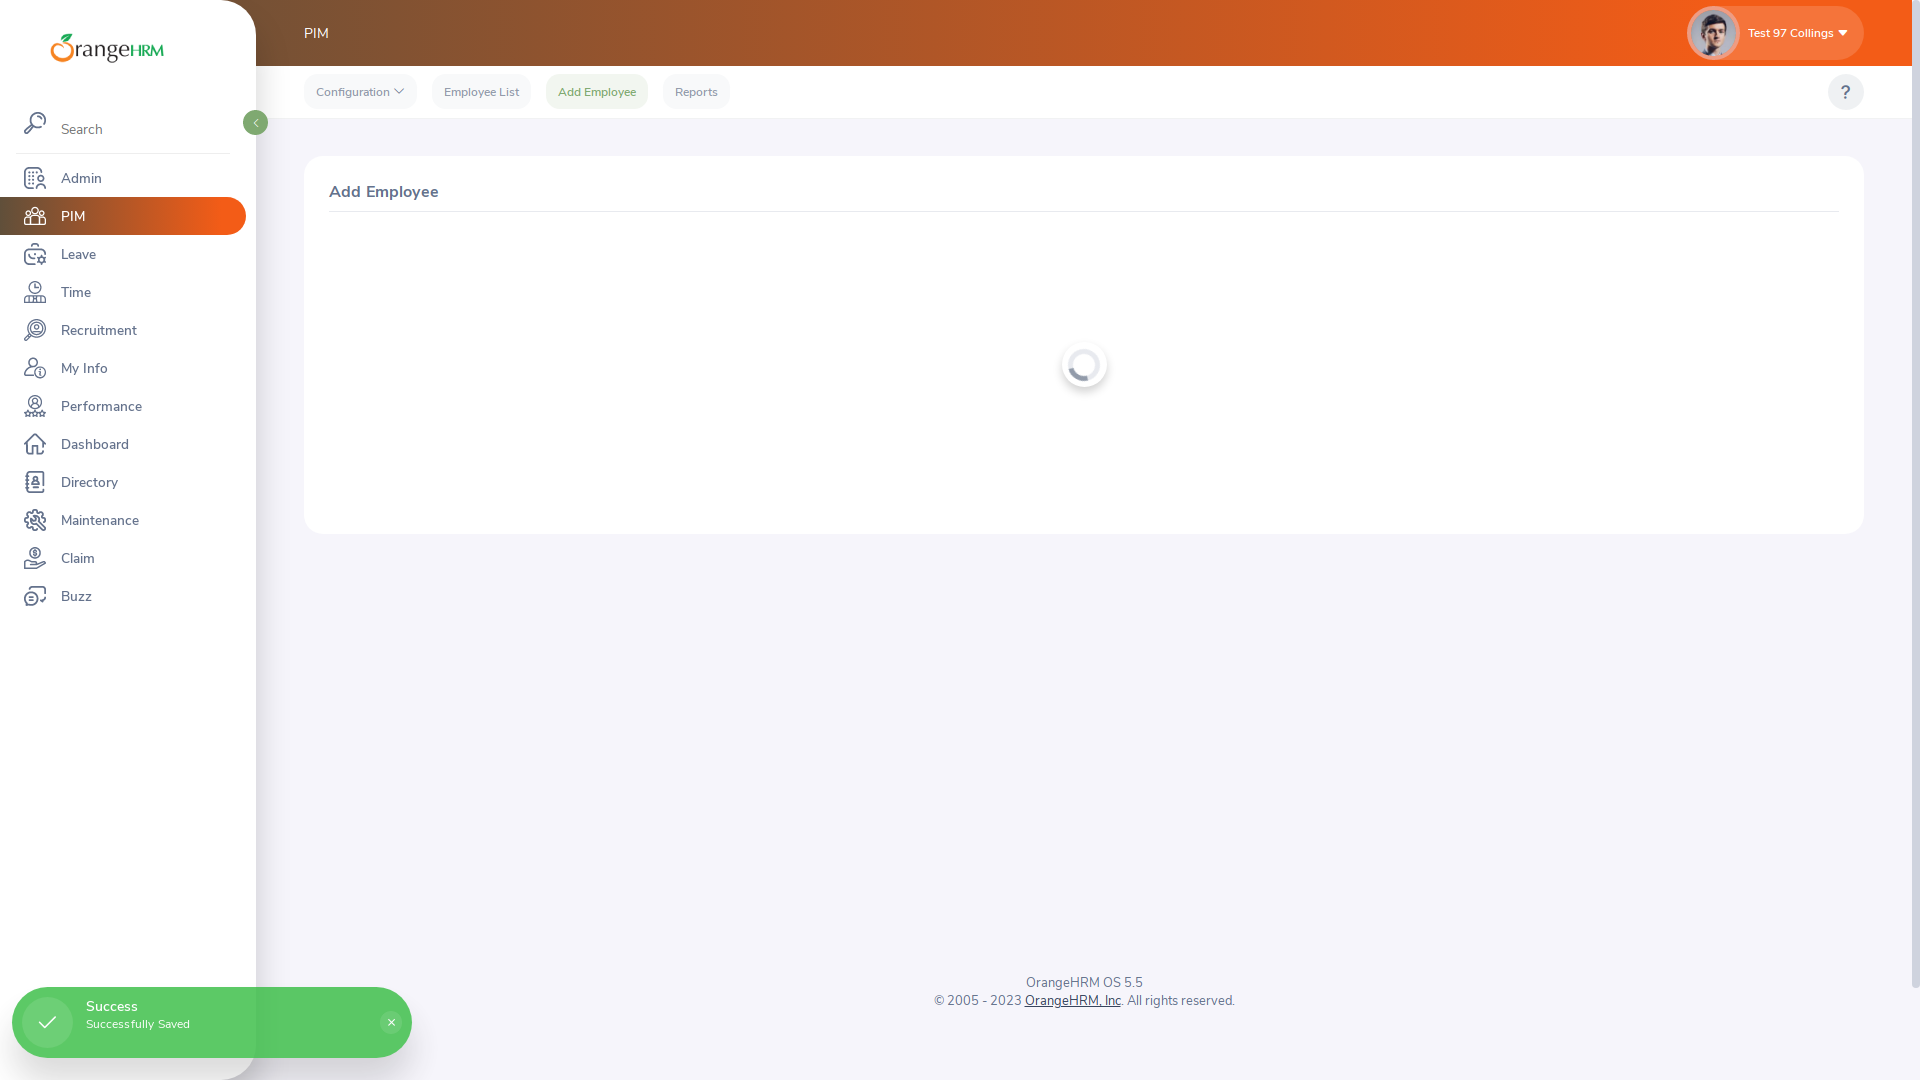 OrangeHRM
PIM
Test 97 Collings
Configuration
Employee List
Add Employee
Reports
?
Search
Admin
PIM
Leave
Time
Recruitment
My Info
Performance
Dashboard
Directory
Maintenance
Claim
Buzz
Add Employee
OrangeHRM OS 5.5
© 2005 - 2023 OrangeHRM, Inc. All rights reserved.
Success
Successfully Saved